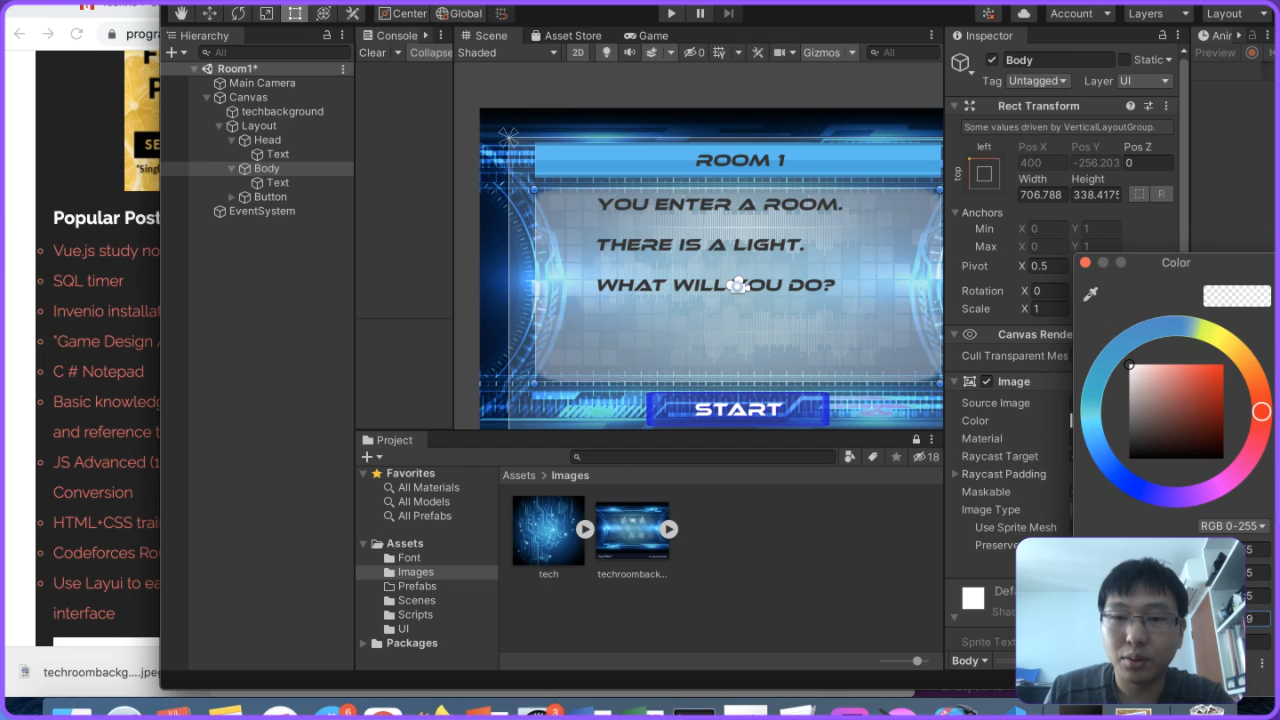 progra
Center
Global
Account
Layers
Layout
Hierarchy
Console
Scene
Asset Store
Game
Inspector
All
Clear
Collapse
Shaded
2D
0
Gizmos
All
Body
Static
Preview
Tag Untagged
Layer UI
Room1*
Main Camera
Canvas
techbackground
Layout
Head
Text
Body
Text
Button
EventSystem
Rect Transform
Some values driven by VerticalLayoutGroup.
left
top
Pos X
Pos Y
Pos Z
400
-256.203
0
Width
Height
706.788
338.4175
R
Anchors
Min
X 0
Y 1
Max
X 0
Y 1
Pivot
X 0.5
Rotation
X 0
Scale
X 1
Canvas Rende
Cull Transparent Mes
Image
Source Image
Color
Material
Raycast Target
Raycast Padding
Maskable
Image Type
Use Sprite Mesh
Preserve
Body
Color
RGB 0-255
ROOM 1
YOU ENTER A ROOM.
THERE IS A LIGHT.
WHAT WILL YOU DO?
START
Project
18
Favorites
All Materials
All Models
All Prefabs
Assets
Font
Images
Prefabs
Scenes
Scripts
UI
Packages
Assets > Images
tech
techroomback...
SE
Popular Post
Vue.js study no
SQL timer
Invenio installat
"Game Design
C # Notepad
Basic knowledg
and reference t
JS Advanced (1
Conversion
HTML+CSS trai
Codeforces Ro
Use Layui to ea
interface
techroombackg....jpeg
6
3